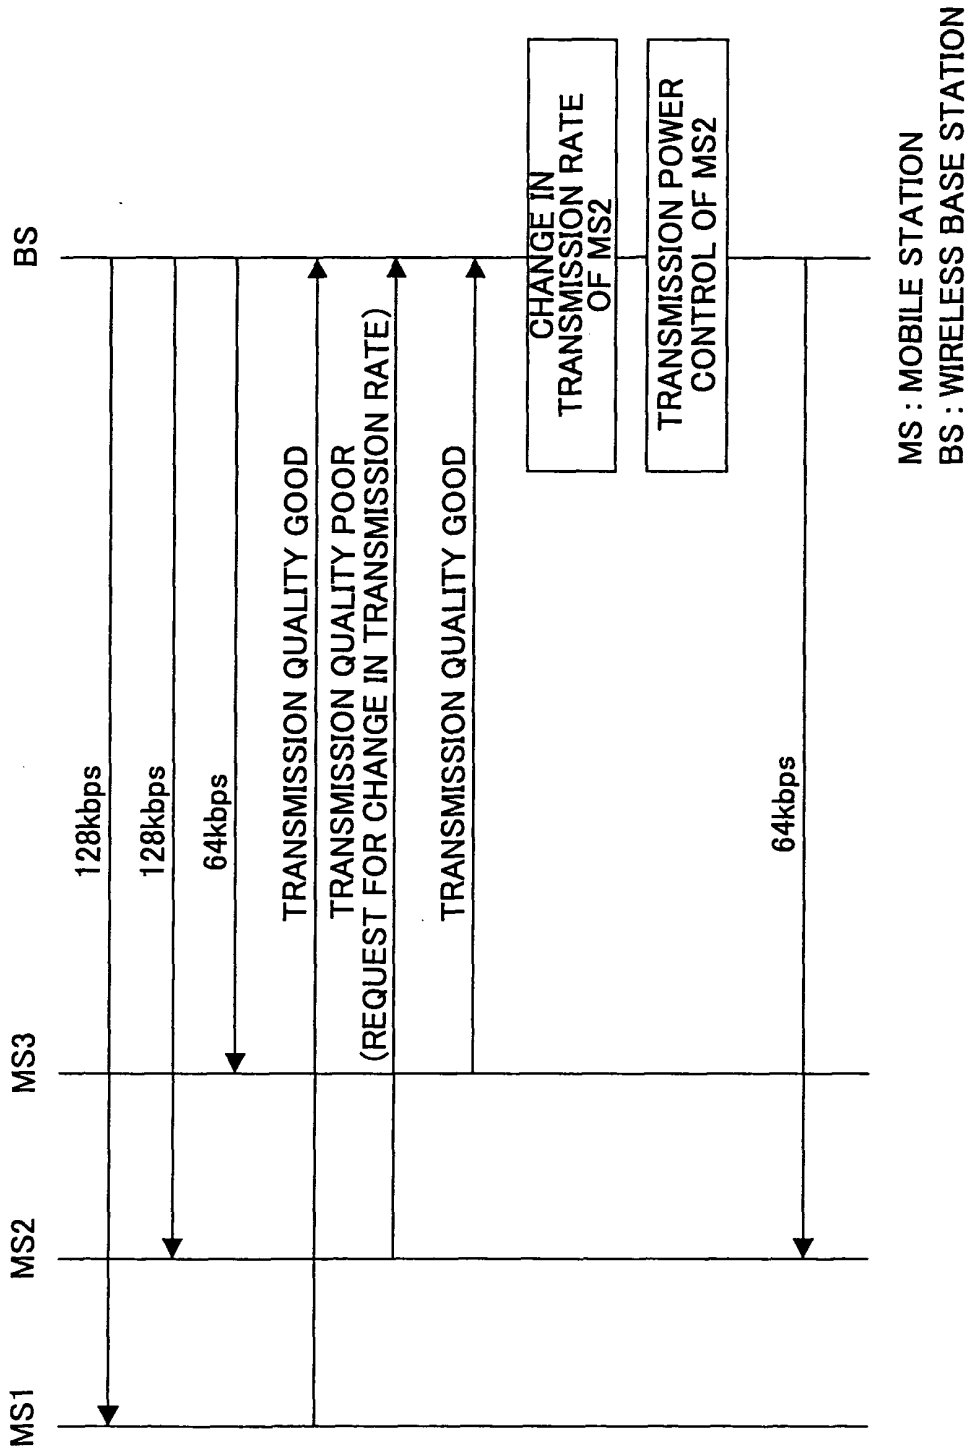 MS1
MS2
MS3
BS
128kbps
128kbps
64kbps
TRANSMISSION QUALITY GOOD
TRANSMISSION QUALITY POOR
(REQUEST FOR CHANGE IN TRANSMISSION RATE)
TRANSMISSION QUALITY GOOD
CHANGE IN
TRANSMISSION RATE
OF MS2
TRANSMISSION POWER
CONTROL OF MS2
64kbps
MS : MOBILE STATION
BS : WIRELESS BASE STATION